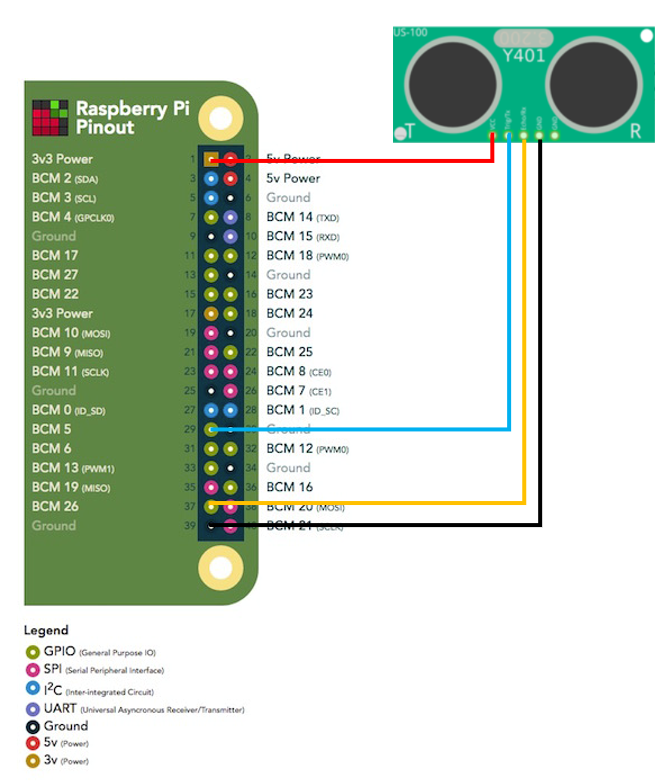 US-100
Y401
T
VCC
Trig/Tx
Echo/Rx
GND
GND
R
Raspberry Pi
Pinout
3v3 Power 1 2 5v Power
BCM 2 (SDA) 3 4 5v Power
BCM 3 (SCL) 5 6 Ground
BCM 4 (GPCLK0) 7 8 BCM 14 (TXD)
Ground 9 10 BCM 15 (RXD)
BCM 17 11 12 BCM 18 (PWM0)
BCM 27 13 14 Ground
BCM 22 15 16 BCM 23
3v3 Power 17 18 BCM 24
BCM 10 (MOSI) 19 20 Ground
BCM 9 (MISO) 21 22 BCM 25
BCM 11 (SCLK) 23 24 BCM 8 (CE0)
Ground 25 26 BCM 7 (CE1)
BCM 0 (ID_SD) 27 28 BCM 1 (ID_SC)
BCM 5 29 30 Ground
BCM 6 31 32 BCM 12 (PWM0)
BCM 13 (PWM1) 33 34 Ground
BCM 19 (MISO) 35 36 BCM 16
BCM 26 37 38 BCM 20 (MOSI)
Ground 39 40 BCM 21 (SCLK)
Legend
GPIO (General Purpose IO)
SPI (Serial Peripheral Interface)
I²C (Inter-integrated Circuit)
UART (Universal Asyncronous Receiver/Transmitter)
Ground
5v (Power)
3v (Power)